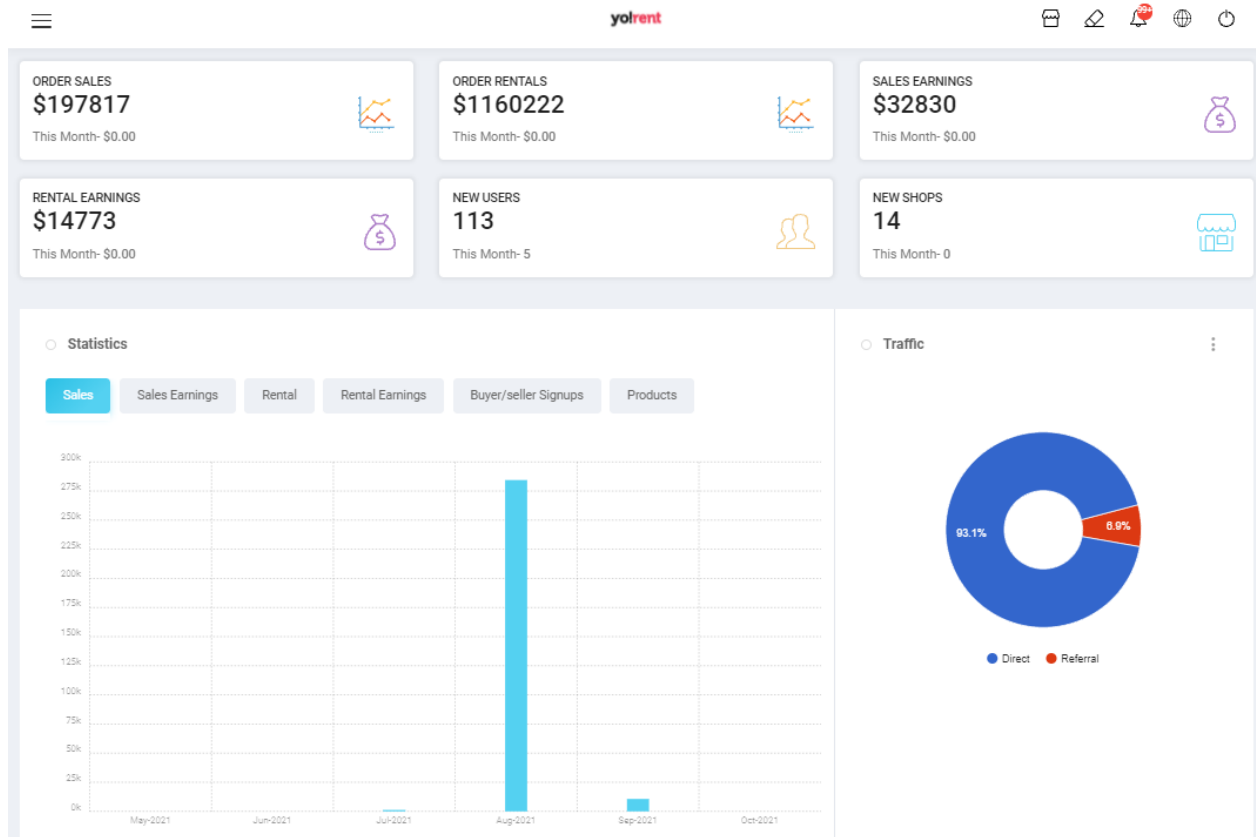 yo!rent
99+
ORDER SALES
$197817
This Month- $0.00
ORDER RENTALS
$1160222
This Month- $0.00
SALES EARNINGS
$32830
This Month- $0.00
RENTAL EARNINGS
$14773
This Month- $0.00
NEW USERS
113
This Month- 5
NEW SHOPS
14
This Month- 0
Statistics
Sales
Sales Earnings
Rental
Rental Earnings
Buyer/seller Signups
Products
300k
275k
250k
225k
200k
175k
150k
125k
100k
75k
50k
25k
0k
May-2021
Jun-2021
Jul-2021
Aug-2021
Sep-2021
Oct-2021
Traffic
93.1%
6.9%
Direct
Referral